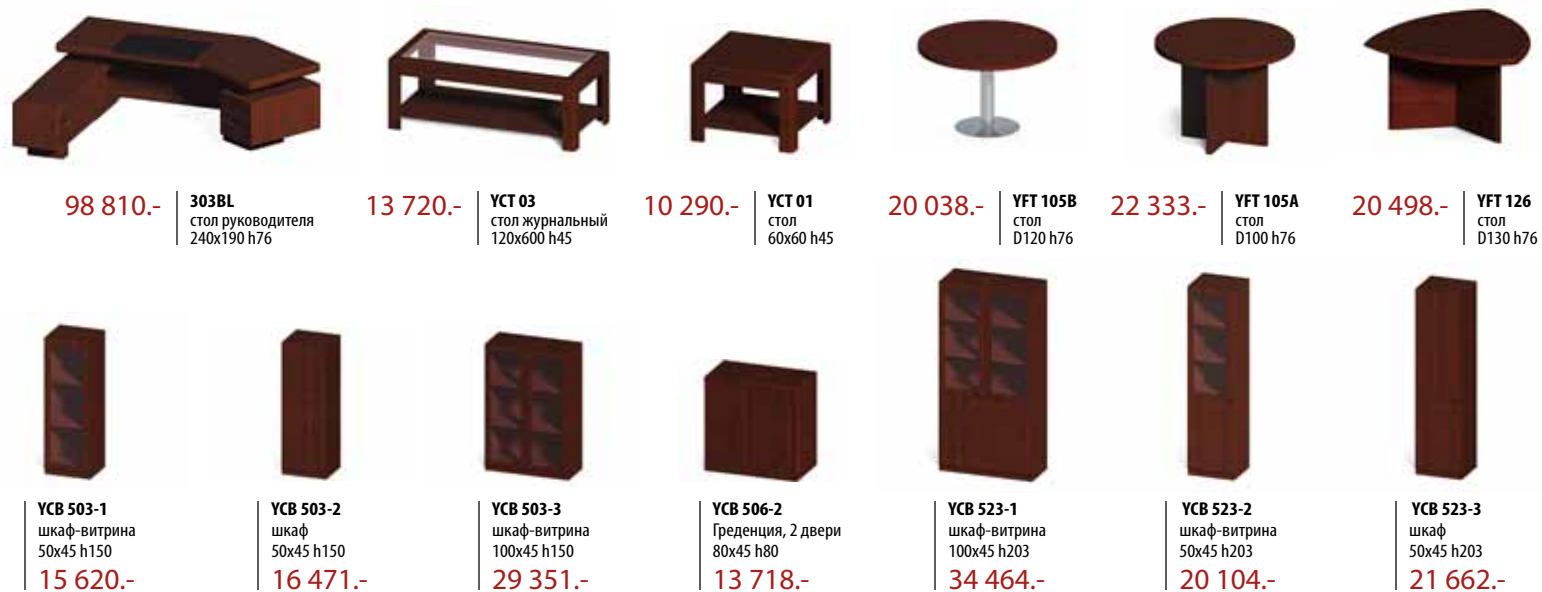 98 810.-
303BL
стол руководителя
240x190 h76
13 720.-
YCT 03
стол журнальный
120x600 h45
10 290.-
YCT 01
стол
60x60 h45
20 038.-
YFT 105B
стол
D120 h76
22 333.-
YFT 105A
стол
D100 h76
20 498.-
YFT 126
стол
D130 h76
YCB 503-1
шкаф-витрина
50x45 h150
15 620.-
YCB 503-2
шкаф
50x45 h150
16 471.-
YCB 503-3
шкаф-витрина
100x45 h150
29 351.-
YCB 506-2
Греденция, 2 двери
80x45 h80
13 718.-
YCB 523-1
шкаф-витрина
100x45 h203
34 464.-
YCB 523-2
шкаф-витрина
50x45 h203
20 104.-
YCB 523-3
шкаф
50x45 h203
21 662.-